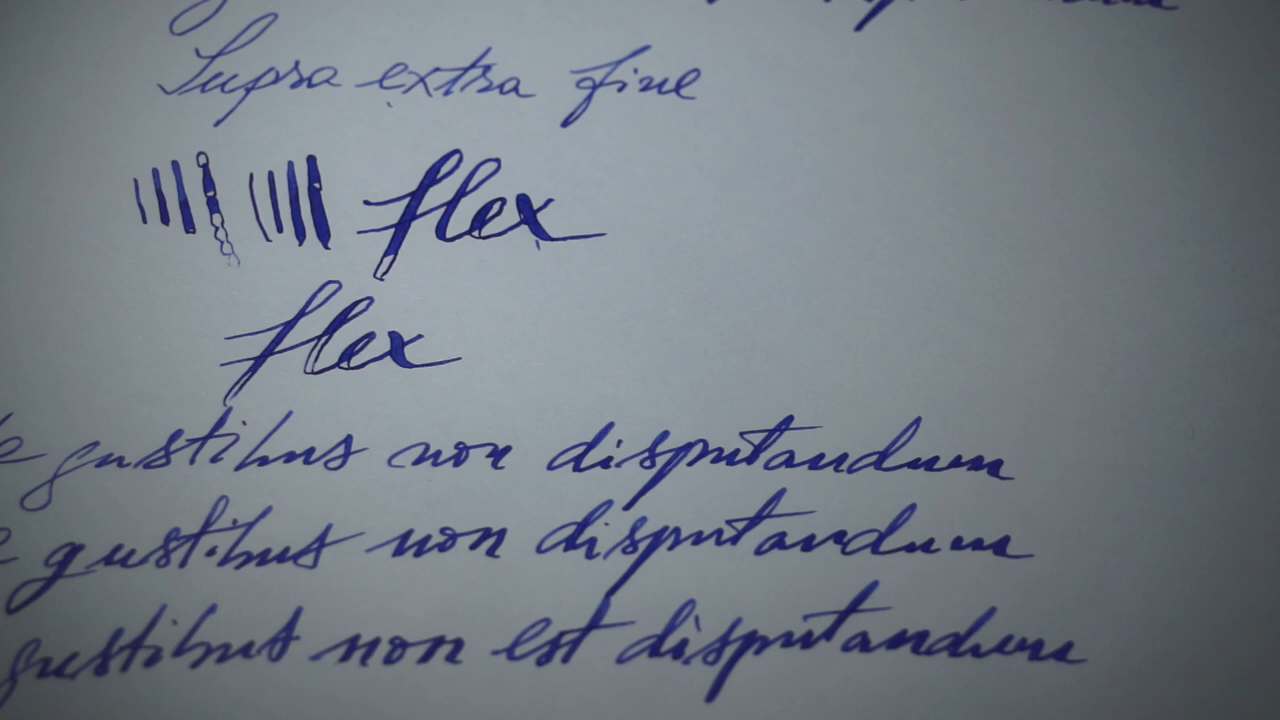 Supra extra fine
flex
flex
gustibus non disputandum
gustibus non disputandum
gustibus non est disputandum